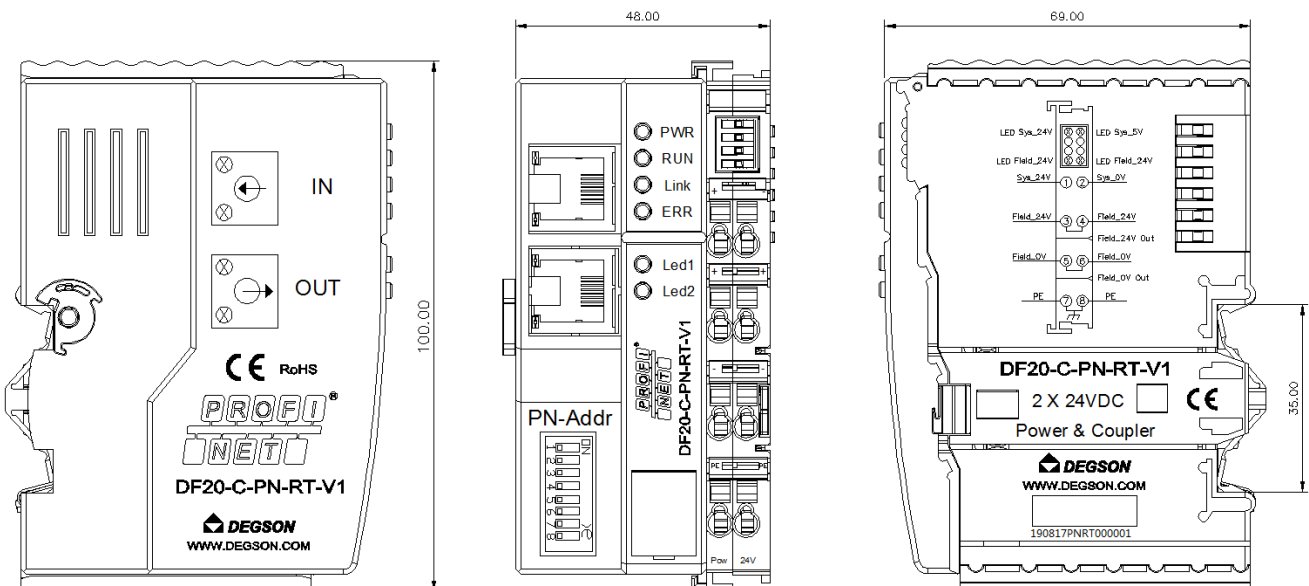 48.00
69.00
100.00
35.00
IN
OUT
CE RoHS
PROFI®
NET
DF20-C-PN-RT-V1
DEGSON
WWW.DEGSON.COM
PWR
RUN
Link
ERR
Led1
Led2
PROFI®
NET
DF20-C-PN-RT-V1
PN-Addr
ON
1
2
3
4
5
6
7
8
+
+ +
- -
PE PE
Pow 24V
LED Sys_24V LED Sys_5V
LED Field_24V LED Field_24V
Sys_24V 1 2 Sys_0V
Field_24V 3 4 Field_24V
Field_24V Out
Field_0V 5 6 Field_0V
Field_0V Out
PE 7 8 PE
DF20-C-PN-RT-V1
2 X 24VDC CE
Power & Coupler
DEGSON
WWW.DEGSON.COM
190817PNRT000001